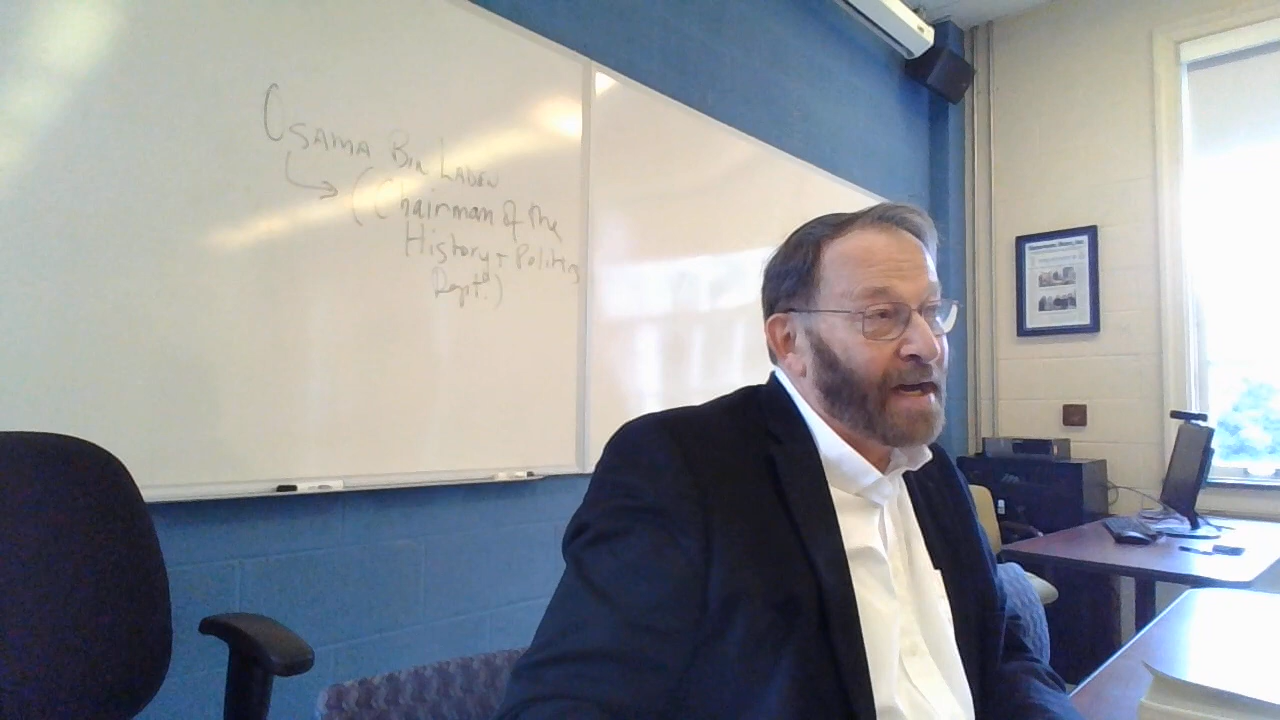 Osama Bin Laden
(Chairman of the
History + Politics
Dept!)